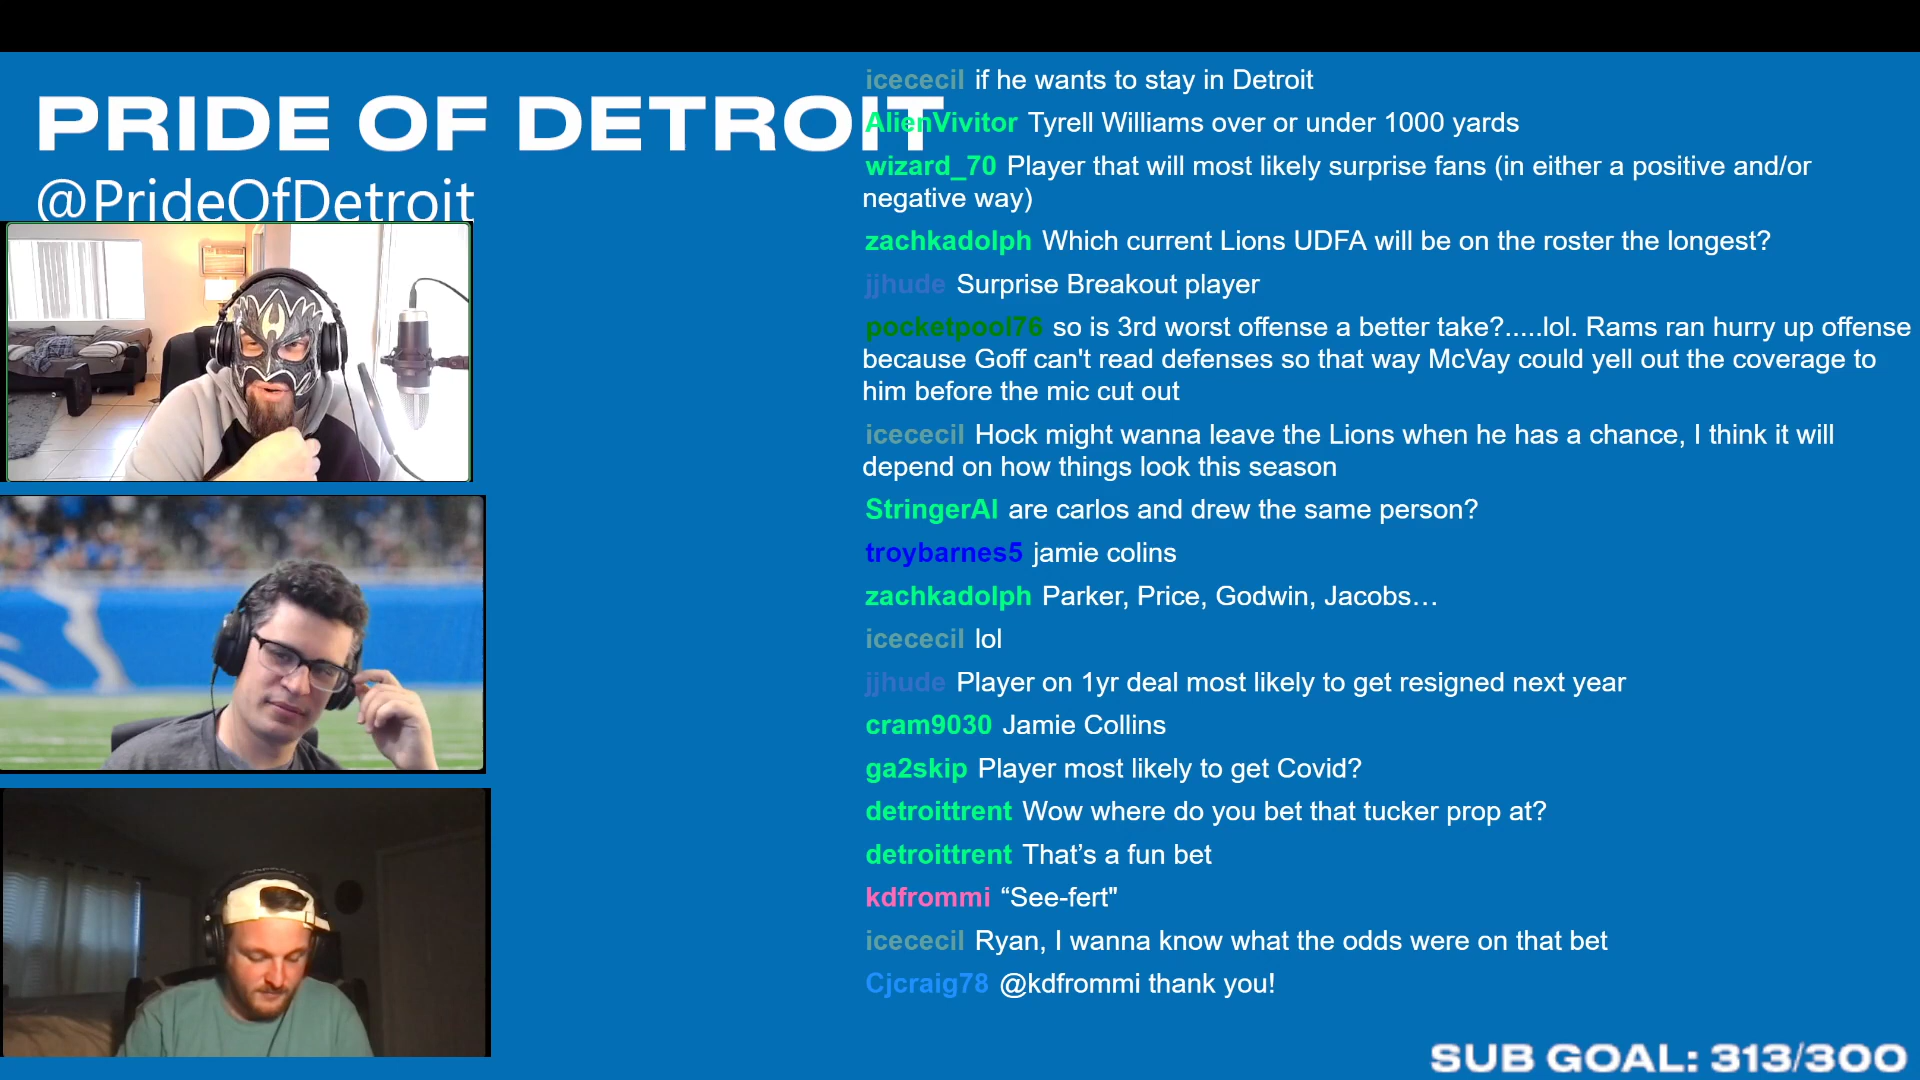 PRIDE OF DETROIT
@PrideOfDetroit
icececil if he wants to stay in Detroit
AlienVivitor Tyrell Williams over or under 1000 yards
wizard_70 Player that will most likely surprise fans (in either a positive and/or
negative way)
zachkadolph Which current Lions UDFA will be on the roster the longest?
jjhude Surprise Breakout player
pocketpool76 so is 3rd worst offense a better take?.....lol. Rams ran hurry up offense
because Goff can't read defenses so that way McVay could yell out the coverage to
him before the mic cut out
icececil Hock might wanna leave the Lions when he has a chance, I think it will
depend on how things look this season
StringerAl are carlos and drew the same person?
troybarnes5 jamie colins
zachkadolph Parker, Price, Godwin, Jacobs…
icececil lol
jjhude Player on 1yr deal most likely to get resigned next year
cram9030 Jamie Collins
ga2skip Player most likely to get Covid?
detroittrent Wow where do you bet that tucker prop at?
detroittrent That’s a fun bet
kdfrommi “See-fert"
icececil Ryan, I wanna know what the odds were on that bet
Cjcraig78 @kdfrommi thank you!
SUB GOAL: 313/300